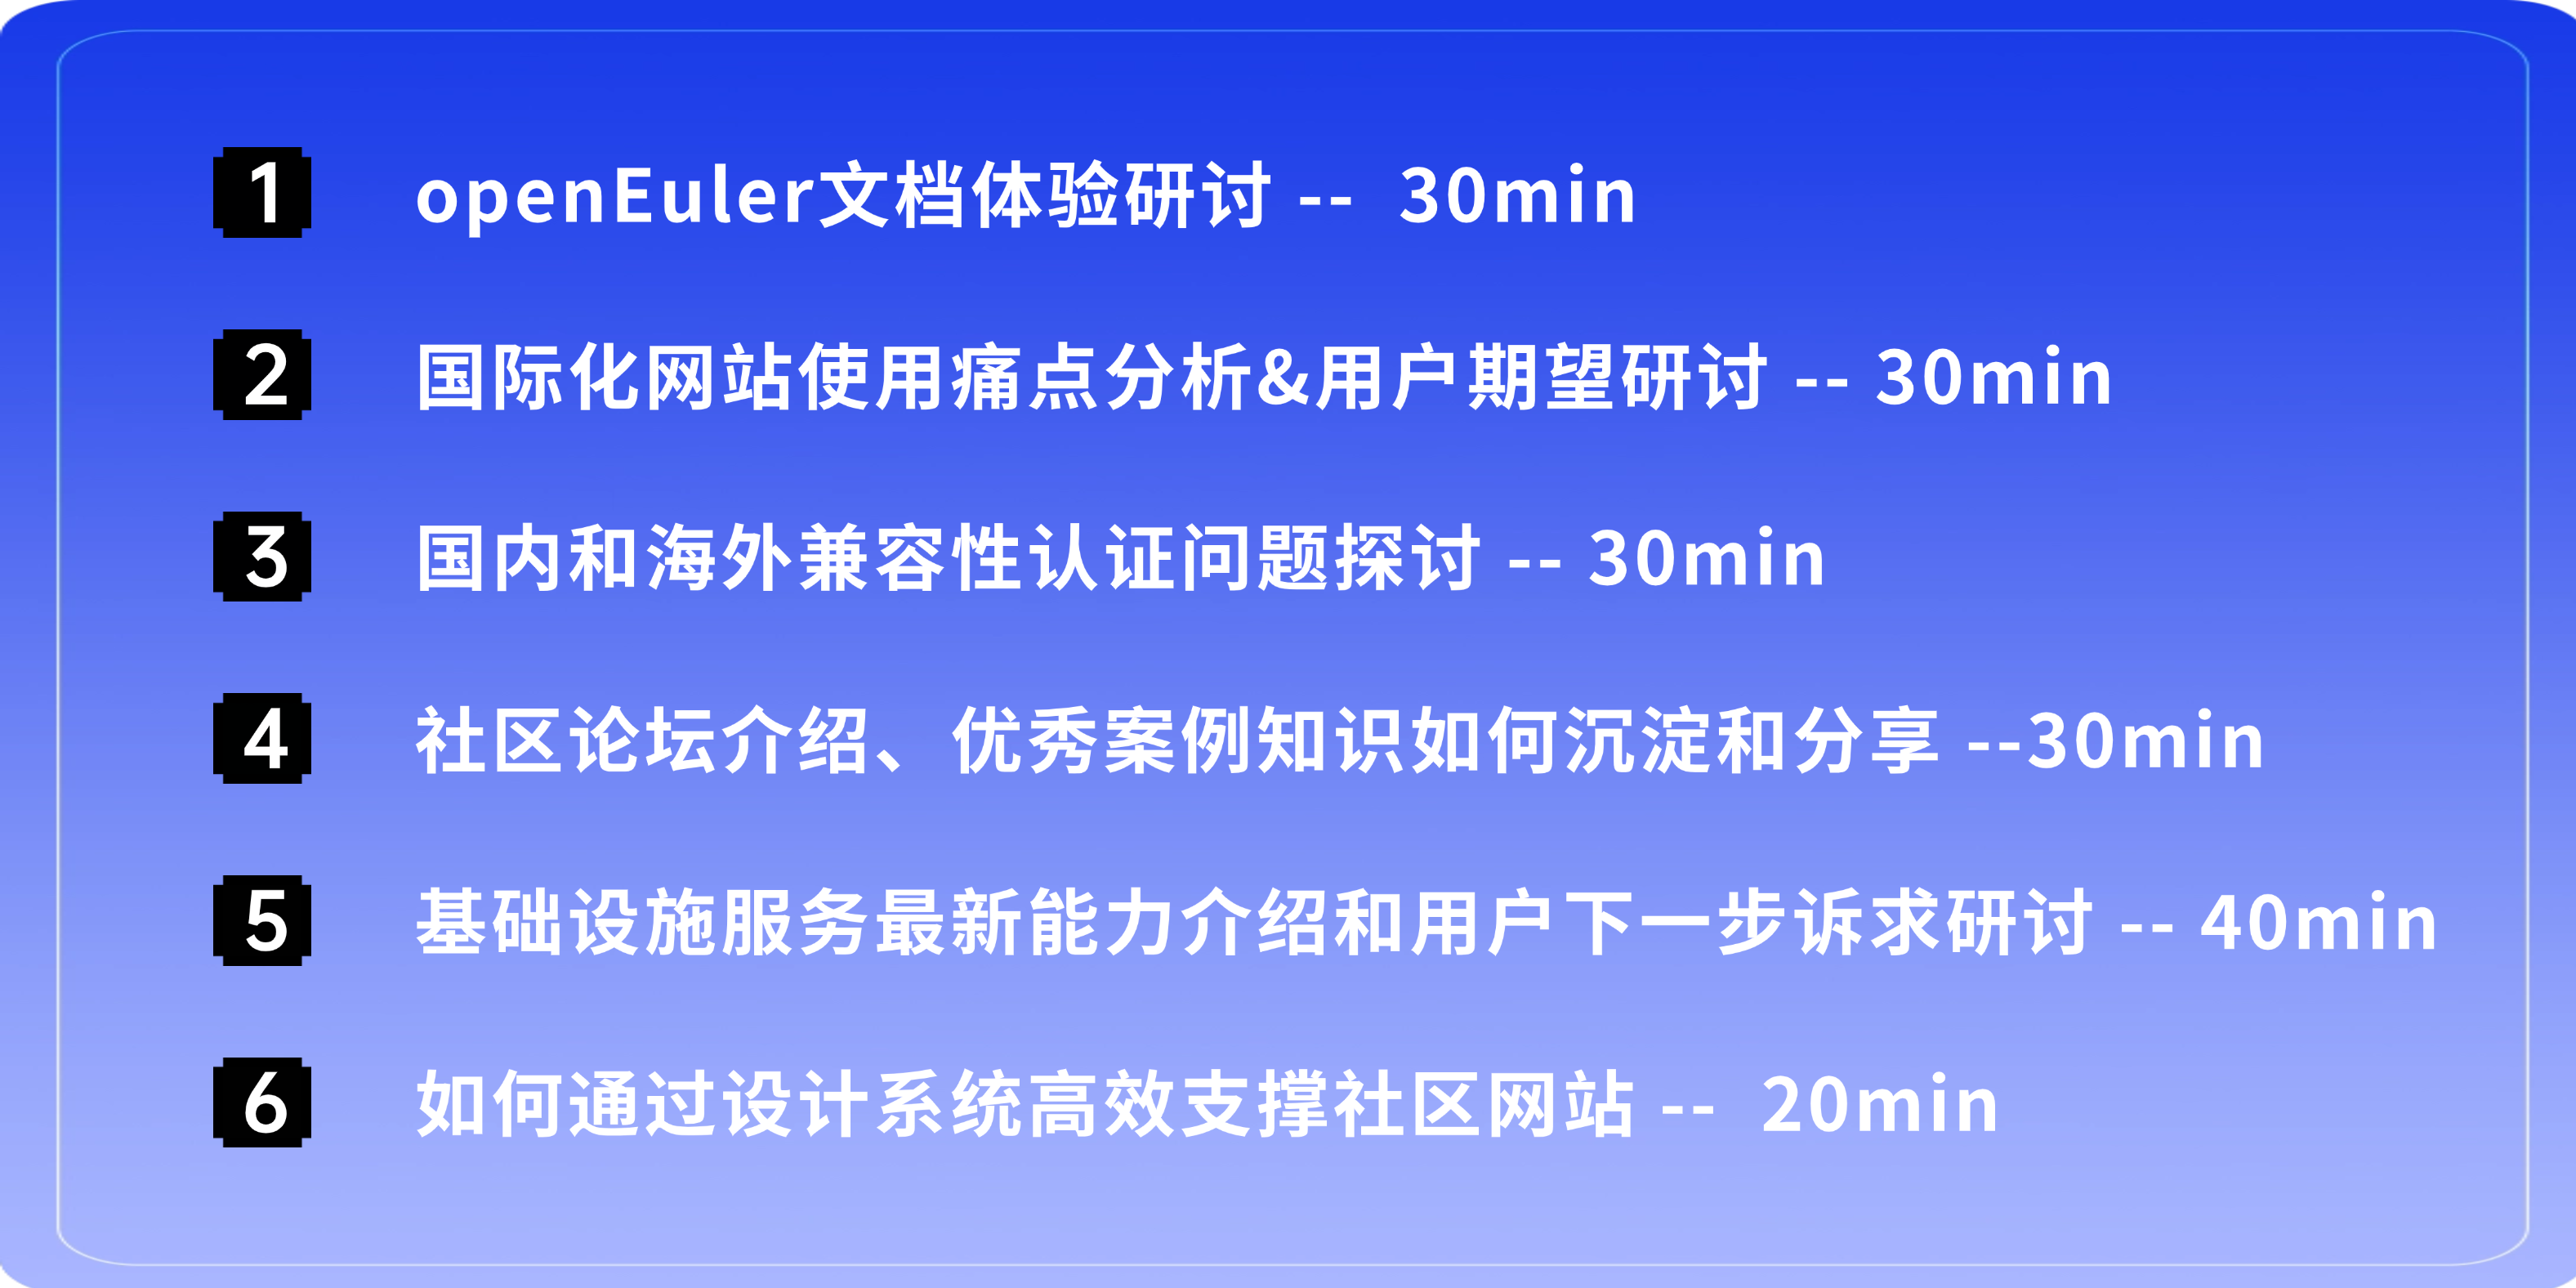 1 openEuler文档体验研讨 --  30min
2 国际化网站使用痛点分析&用户期望研讨 -- 30min
3 国内和海外兼容性认证问题探讨 -- 30min
4 社区论坛介绍、优秀案例知识如何沉淀和分享 --30min
5 基础设施服务最新能力介绍和用户下一步诉求研讨 -- 40min
6 如何通过设计系统高效支撑社区网站 --  20min